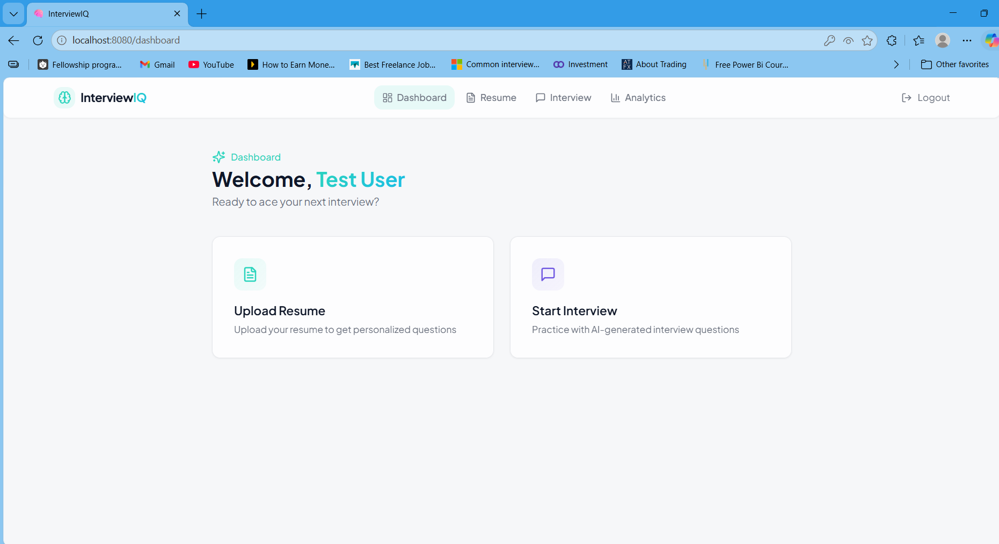 InterviewIQ
localhost:8080/dashboard
Fellowship progra...
Gmail
YouTube
How to Earn Mone...
Best Freelance Job...
Common interview...
Investment
AT FX
About Trading
Free Power Bi Cour...
Other favorites
InterviewIQ
Dashboard
Resume
Interview
Analytics
Logout
Dashboard
Welcome, Test User
Ready to ace your next interview?
Upload Resume
Upload your resume to get personalized questions
Start Interview
Practice with AI-generated interview questions